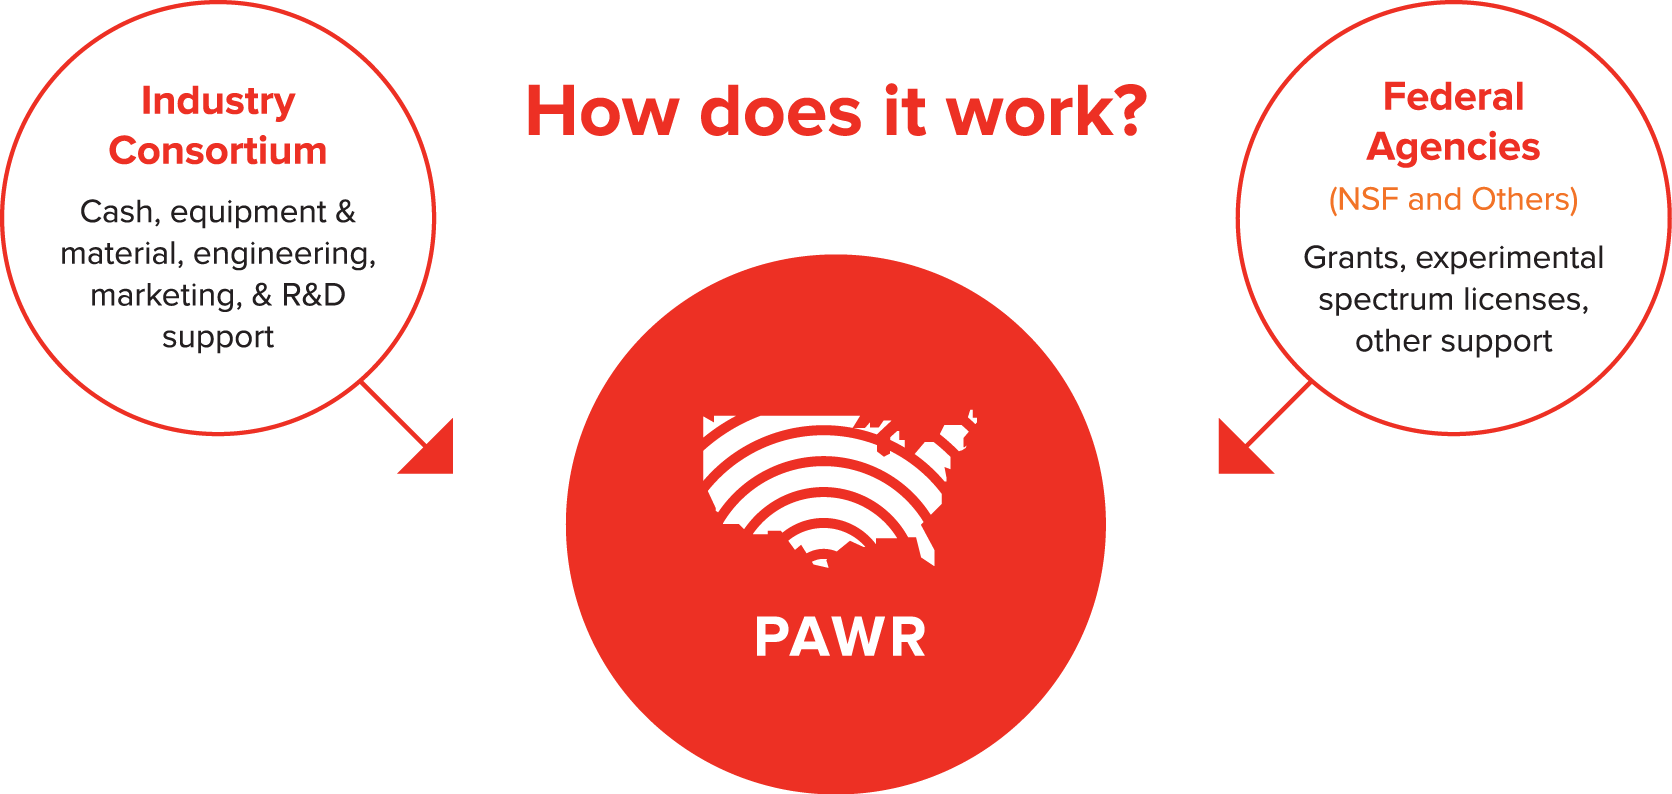 How does it work?
Industry
Consortium
Cash, equipment &
material, engineering,
marketing, & R&D
support
Federal
Agencies
(NSF and Others)
Grants, experimental
spectrum licenses,
other support
PAWR